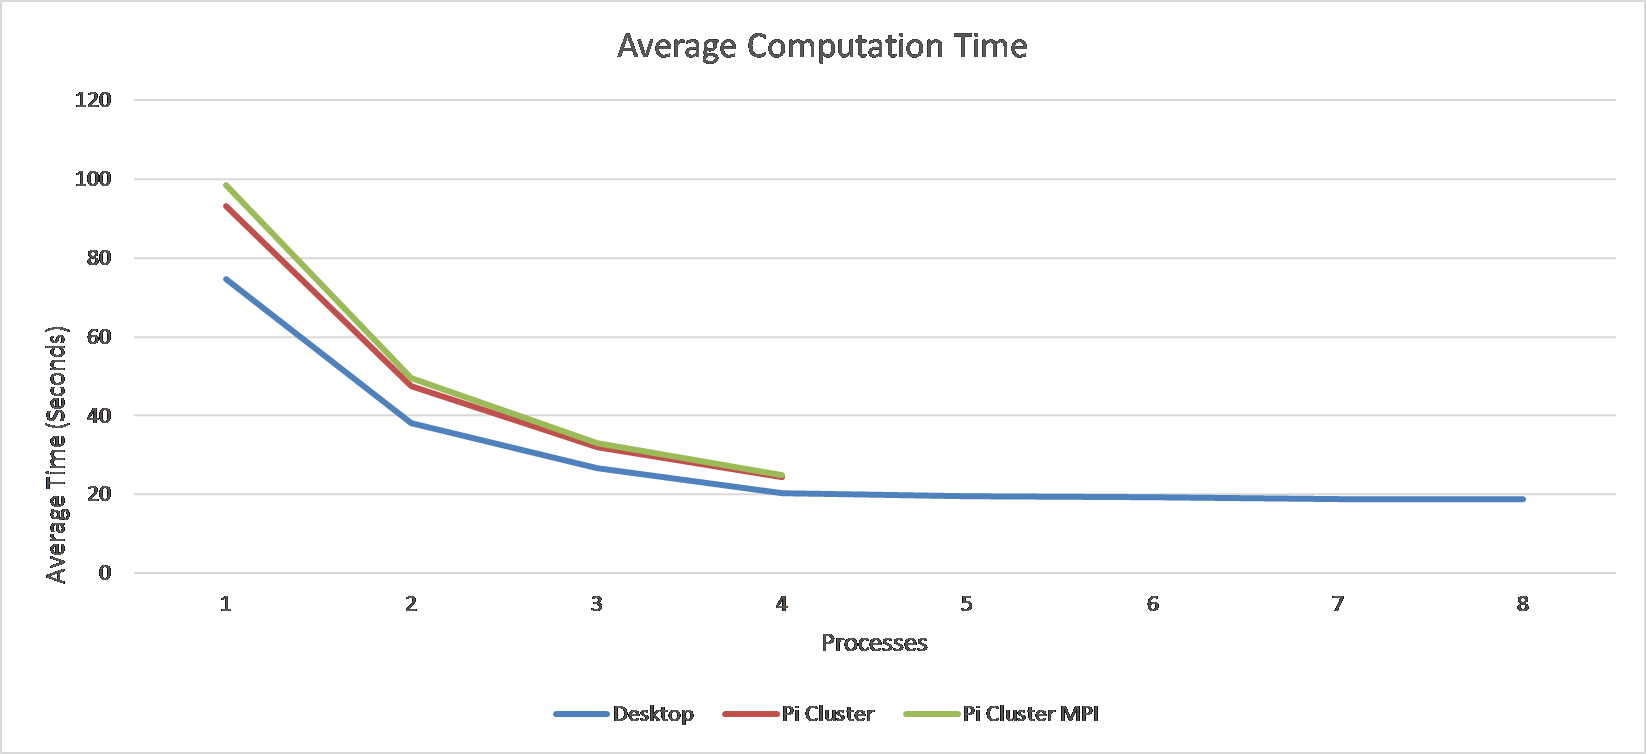 Average Computation Time
120
100
80
60
40
20
0
Average Time (Seconds)
1 2 3 4 5 6 7 8
Processes
Desktop Pi Cluster Pi Cluster MPI